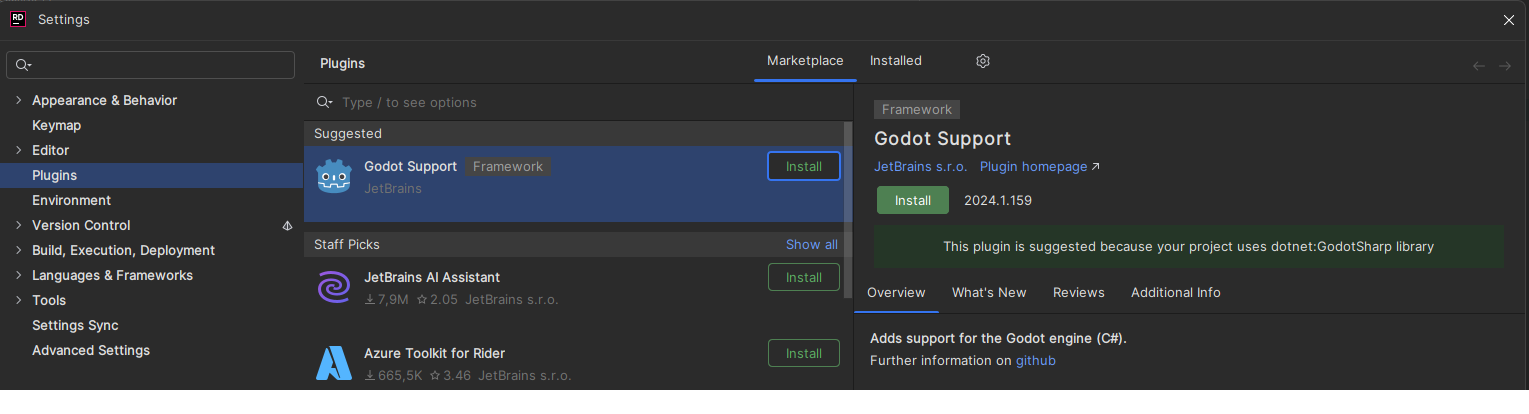 RD
Settings
Appearance & Behavior
Keymap
Editor
Plugins
Environment
Version Control
Build, Execution, Deployment
Languages & Frameworks
Tools
Settings Sync
Advanced Settings
Plugins
Marketplace
Installed
Type / to see options
Suggested
Godot Support Framework Install
JetBrains
Staff Picks Show all
JetBrains AI Assistant Install
7,9M 2.05 JetBrains s.r.o.
Azure Toolkit for Rider Install
665,5K 3.46 JetBrains s.r.o.
Framework
Godot Support
JetBrains s.r.o. Plugin homepage
Install 2024.1.159
This plugin is suggested because your project uses dotnet:GodotSharp library
Overview What's New Reviews Additional Info
Adds support for the Godot engine (C#).
Further information on github